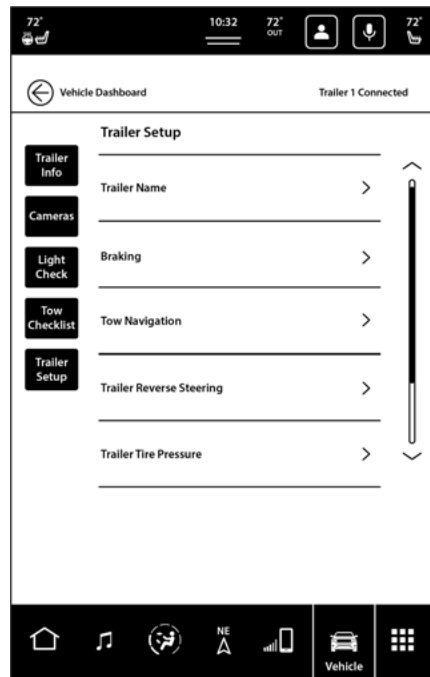 72°
10:32
72°
OUT
72°
Vehicle Dashboard
Trailer 1 Connected
Trailer Setup
Trailer
Info
Cameras
Light
Check
Tow
Checklist
Trailer
Setup
Trailer Name
Braking
Tow Navigation
Trailer Reverse Steering
Trailer Tire Pressure
NE
Vehicle